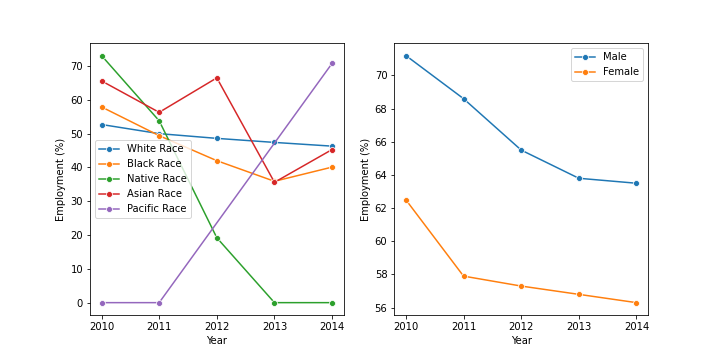 Employment (%)
70
60
50
40
30
20
10
0
White Race
Black Race
Native Race
Asian Race
Pacific Race
2010 2011 2012 2013 2014
Year
Employment (%)
70
68
66
64
62
60
58
56
Male
Female
2010 2011 2012 2013 2014
Year